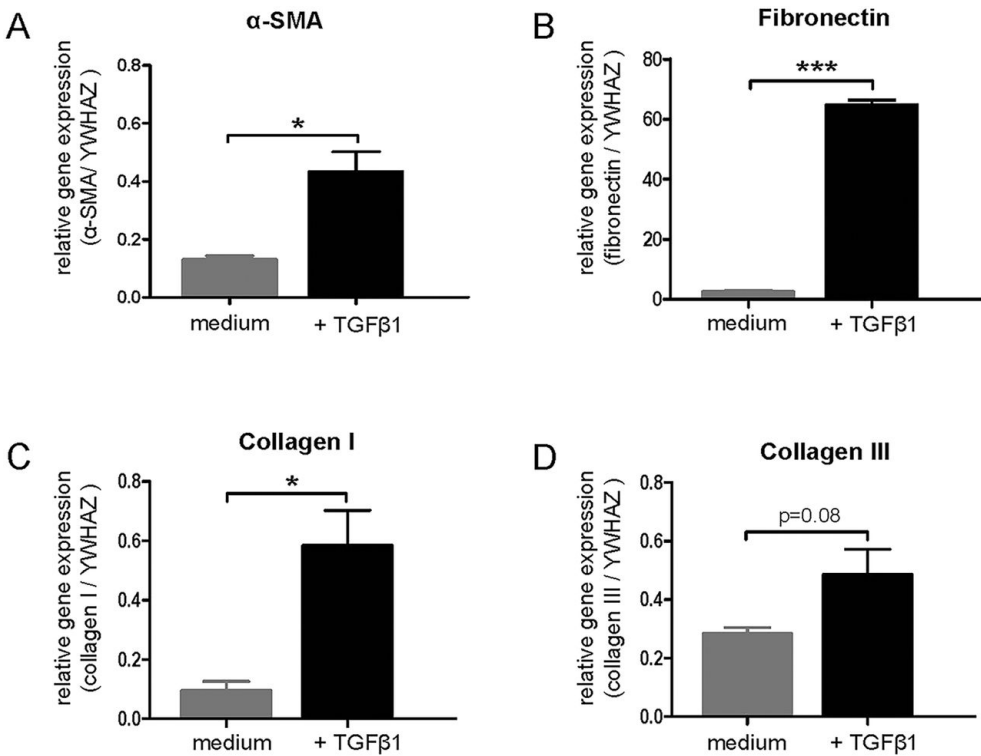 A
α-SMA
relative gene expression
(α-SMA/ YWHAZ )
0.8
0.6
0.4
0.2
0.0
*
medium
+ TGFβ1
B
Fibronectin
relative gene expression
(fibronectin / YWHAZ )
80
60
40
20
0
***
medium
+ TGFβ1
C
Collagen I
relative gene expression
(collagen I / YWHAZ )
0.8
0.6
0.4
0.2
0.0
*
medium
+ TGFβ1
D
Collagen III
relative gene expression
(collagen III / YWHAZ )
0.8
0.6
0.4
0.2
0.0
p=0.08
medium
+ TGFβ1